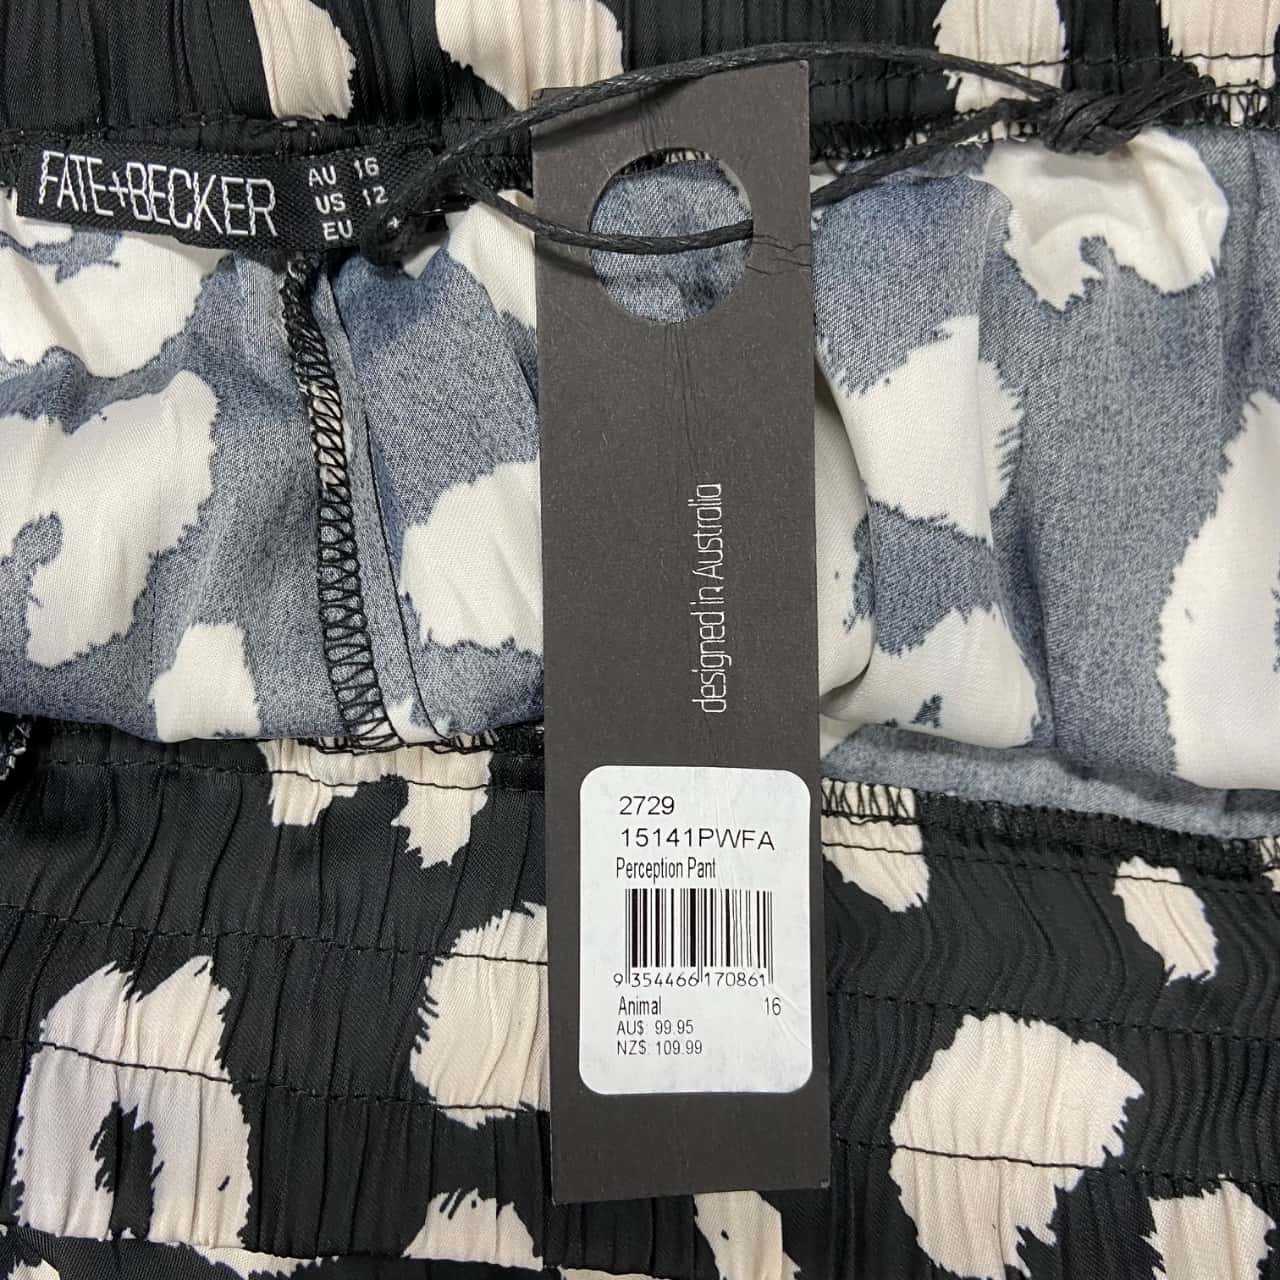 FATE+BECKER
AU 16
US 12
EU
designed in Australia
2729
15141PWFA
Perception Pant
9 354466 170861
Animal 16
AU$: 99.95
NZ$: 109.99